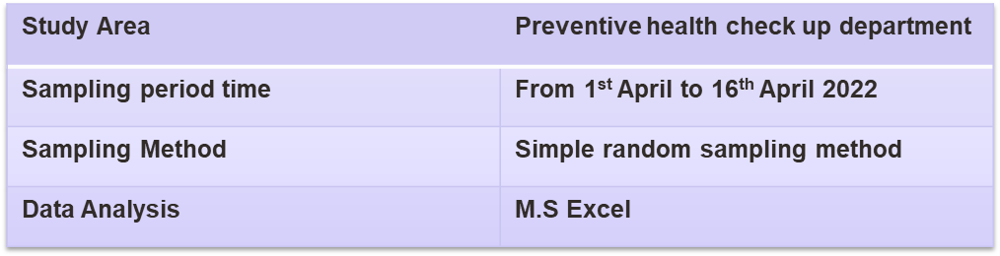 Study Area Preventive health check up department
Sampling period time From 1st April to 16th April 2022
Sampling Method Simple random sampling method
Data Analysis M.S Excel